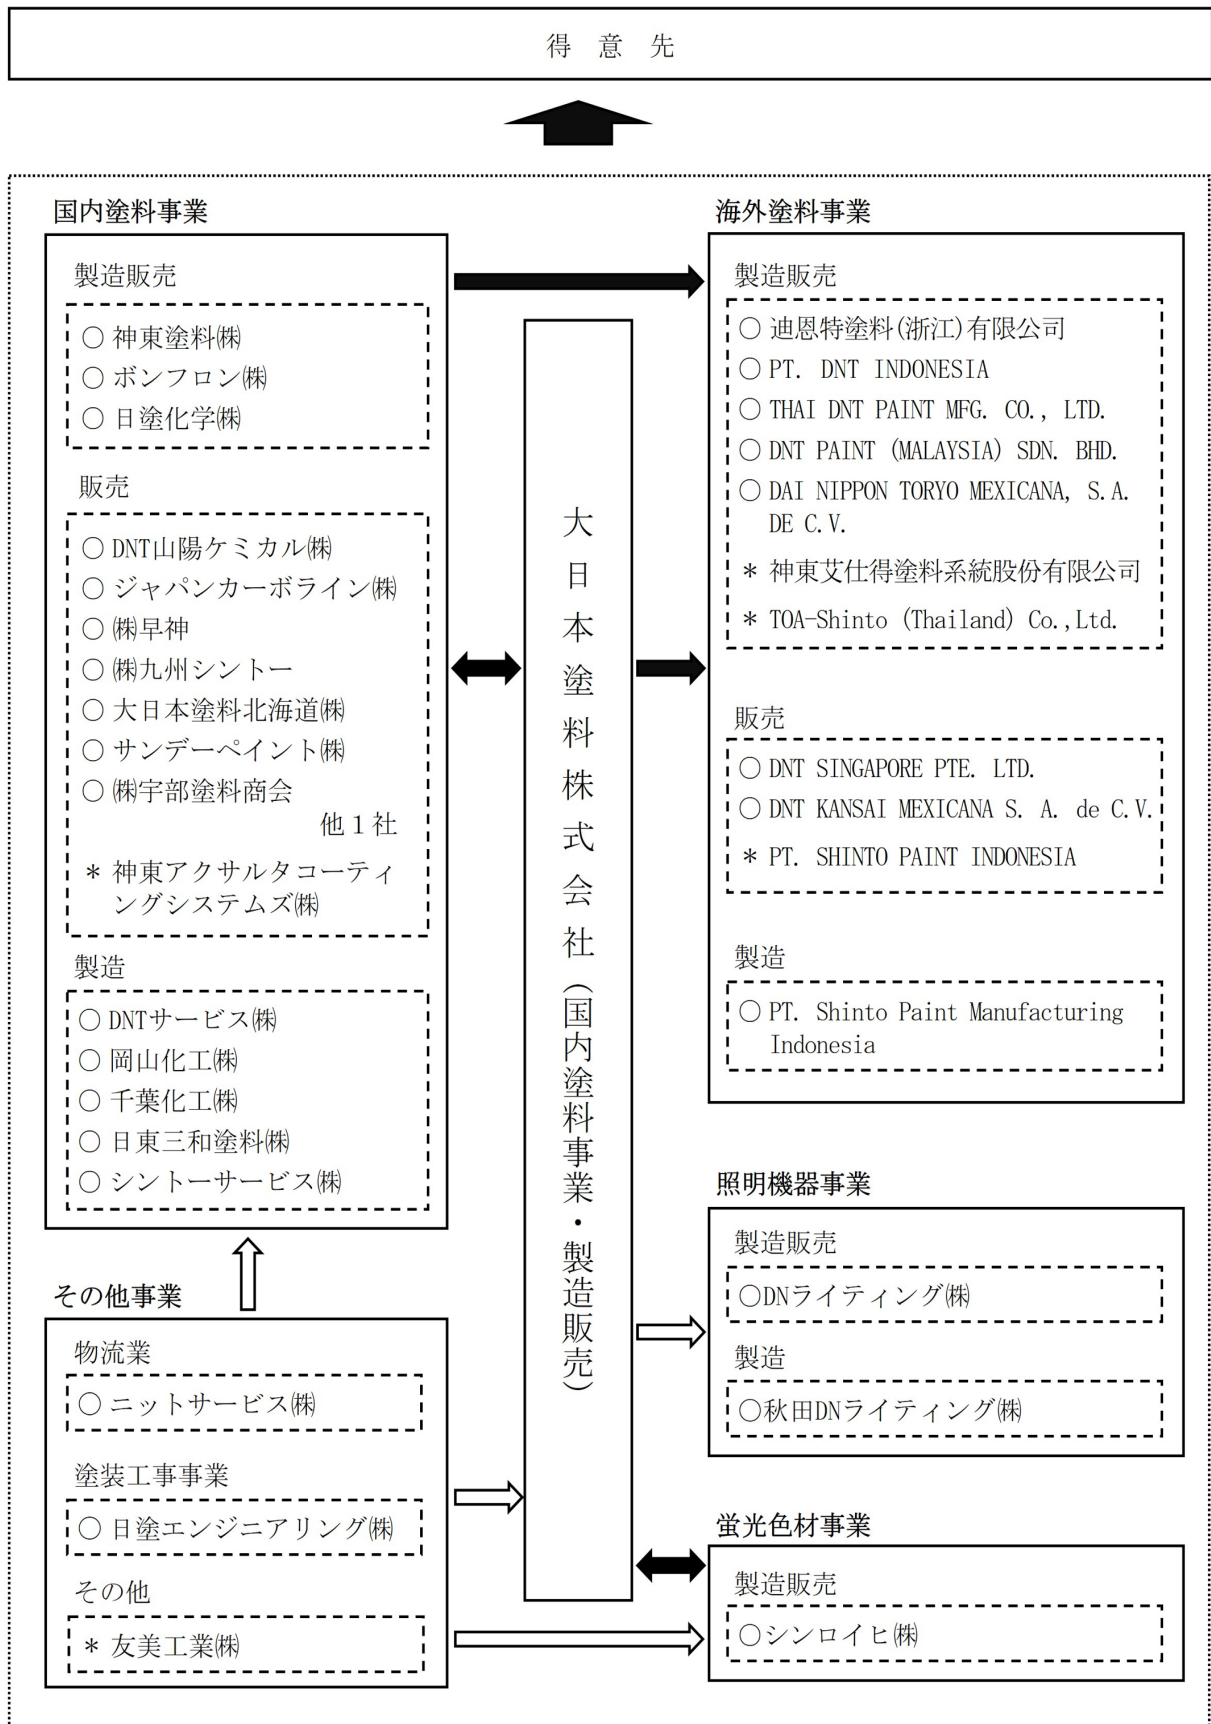 得意先
国内塗料事業
製造販売
○ 神東塗料㈱
○ ボンフロン㈱
○ 日塗化学㈱
販売
○ DNT山陽ケミカル㈱
○ ジャパンカーボライン㈱
○ ㈱早神
○ ㈱九州シントー
○ 大日本塗料北海道㈱
○ サンデーペイント㈱
○ ㈱宇部塗料商会
他１社
* 神東アクサルタコーティ
ングシステムズ㈱
製造
○ DNTサービス㈱
○ 岡山化工㈱
○ 千葉化工㈱
○ 日東三和塗料㈱
○ シントーサービス㈱
その他事業
物流業
○ ニットサービス㈱
塗装工事事業
○ 日塗エンジニアリング㈱
その他
* 友美工業㈱
大日本塗料株式会社（国内塗料事業・製造販売）
海外塗料事業
製造販売
○ 迪恩特塗料(浙江)有限公司
○ PT. DNT INDONESIA
○ THAI DNT PAINT MFG. CO., LTD.
○ DNT PAINT (MALAYSIA) SDN. BHD.
○ DAI NIPPON TORYO MEXICANA, S.A.
DE C.V.
* 神東艾仕得塗料系統股份有限公司
* TOA-Shinto (Thailand) Co.,Ltd.
販売
○ DNT SINGAPORE PTE. LTD.
○ DNT KANSAI MEXICANA S. A. de C.V.
* PT. SHINTO PAINT INDONESIA
製造
○ PT. Shinto Paint Manufacturing
Indonesia
照明機器事業
製造販売
○DNライティング㈱
製造
○秋田DNライティング㈱
蛍光色材事業
製造販売
○シンロイヒ㈱